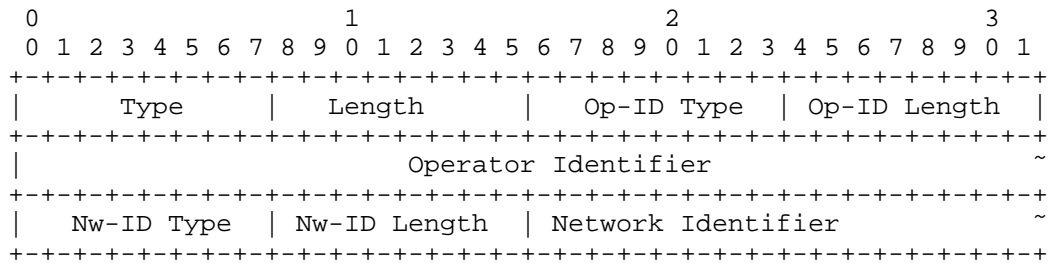 0                   1                   2                   3
 0 1 2 3 4 5 6 7 8 9 0 1 2 3 4 5 6 7 8 9 0 1 2 3 4 5 6 7 8 9 0 1
+-+-+-+-+-+-+-+-+-+-+-+-+-+-+-+-+-+-+-+-+-+-+-+-+-+-+-+-+-+-+-+-+
|      Type     |   Length      |   Op-ID Type  | Op-ID Length  |
+-+-+-+-+-+-+-+-+-+-+-+-+-+-+-+-+-+-+-+-+-+-+-+-+-+-+-+-+-+-+-+-+
|                        Operator Identifier                    ~
+-+-+-+-+-+-+-+-+-+-+-+-+-+-+-+-+-+-+-+-+-+-+-+-+-+-+-+-+-+-+-+-+
|   Nw-ID Type  | Nw-ID Length  | Network Identifier            ~
+-+-+-+-+-+-+-+-+-+-+-+-+-+-+-+-+-+-+-+-+-+-+-+-+-+-+-+-+-+-+-+-+